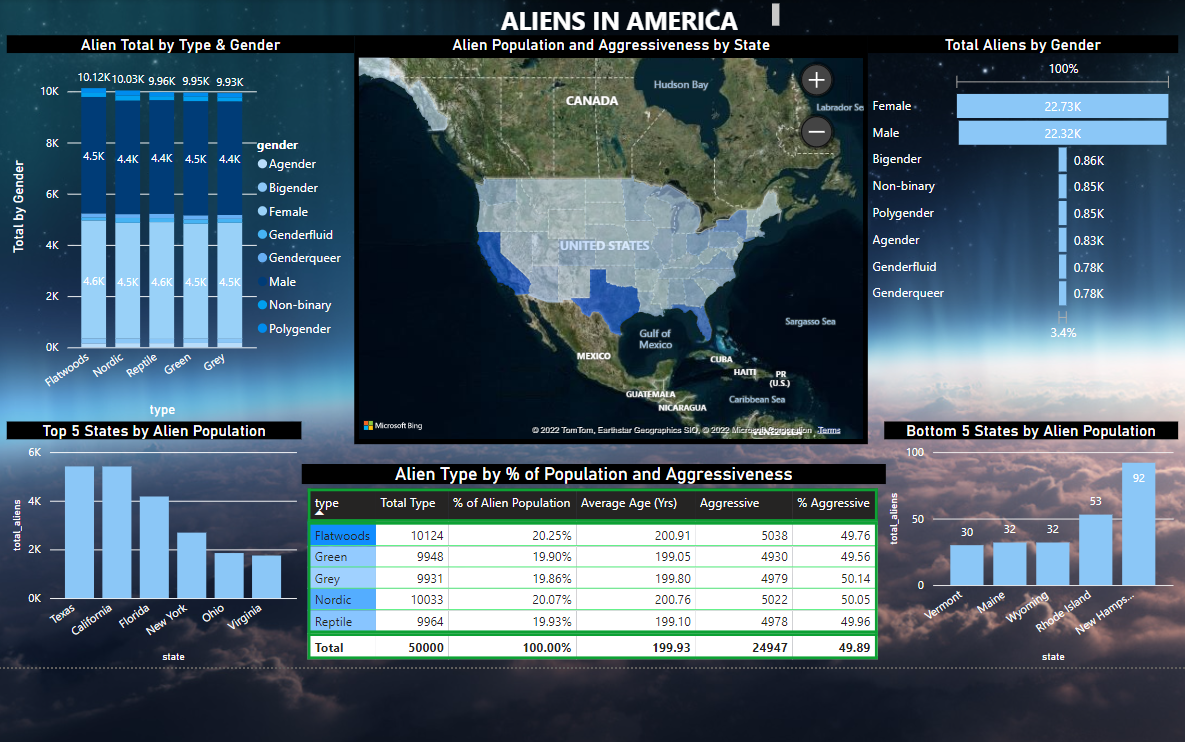 ALIENS IN AMERICA
Alien Total by Type & Gender
10.12K 10.03K 9.96K 9.95K 9.93K
10K
8K
6K
4K
2K
0K
Total by Gender
4.5K 4.4K 4.4K 4.5K 4.4K
4.6K 4.5K 4.6K 4.5K 4.5K
Flatwoods Nordic Reptile Green Grey
type
gender
Agender
Bigender
Female
Genderfluid
Genderqueer
Male
Non-binary
Polygender
Alien Population and Aggressiveness by State
Hudson Bay
CANADA
Labrador Se
UNITED STATES
Sargasso Sea
Gulf of
Mexico
MEXICO
CUBA
HAITI
PR
(U.S.)
GUATEMALA
Caribbean Sea
NICARAGUA
Microsoft Bing
© 2022 TomTom, Earthstar Geographics SIO, © 2022 Microsoft Corporation Terms
Total Aliens by Gender
100%
Female 22.73K
Male 22.32K
Bigender 0.86K
Non-binary 0.85K
Polygender 0.85K
Agender 0.83K
Genderfluid 0.78K
Genderqueer 0.78K
3.4%
Top 5 States by Alien Population
6K
4K
2K
0K
total_aliens
Texas California Florida New York Ohio Virginia
state
Alien Type by % of Population and Aggressiveness
type Total Type % of Alien Population Average Age (Yrs) Aggressive % Aggressive
Flatwoods 10124 20.25% 200.91 5038 49.76
Green 9948 19.90% 199.05 4930 49.56
Grey 9931 19.86% 199.80 4979 50.14
Nordic 10033 20.07% 200.76 5022 50.05
Reptile 9964 19.93% 199.10 4978 49.96
Total 50000 100.00% 199.93 24947 49.89
Bottom 5 States by Alien Population
100
50
0
total_aliens
30 32 32 53 92
Vermont Maine Wyoming Rhode Island New Hamps...
state